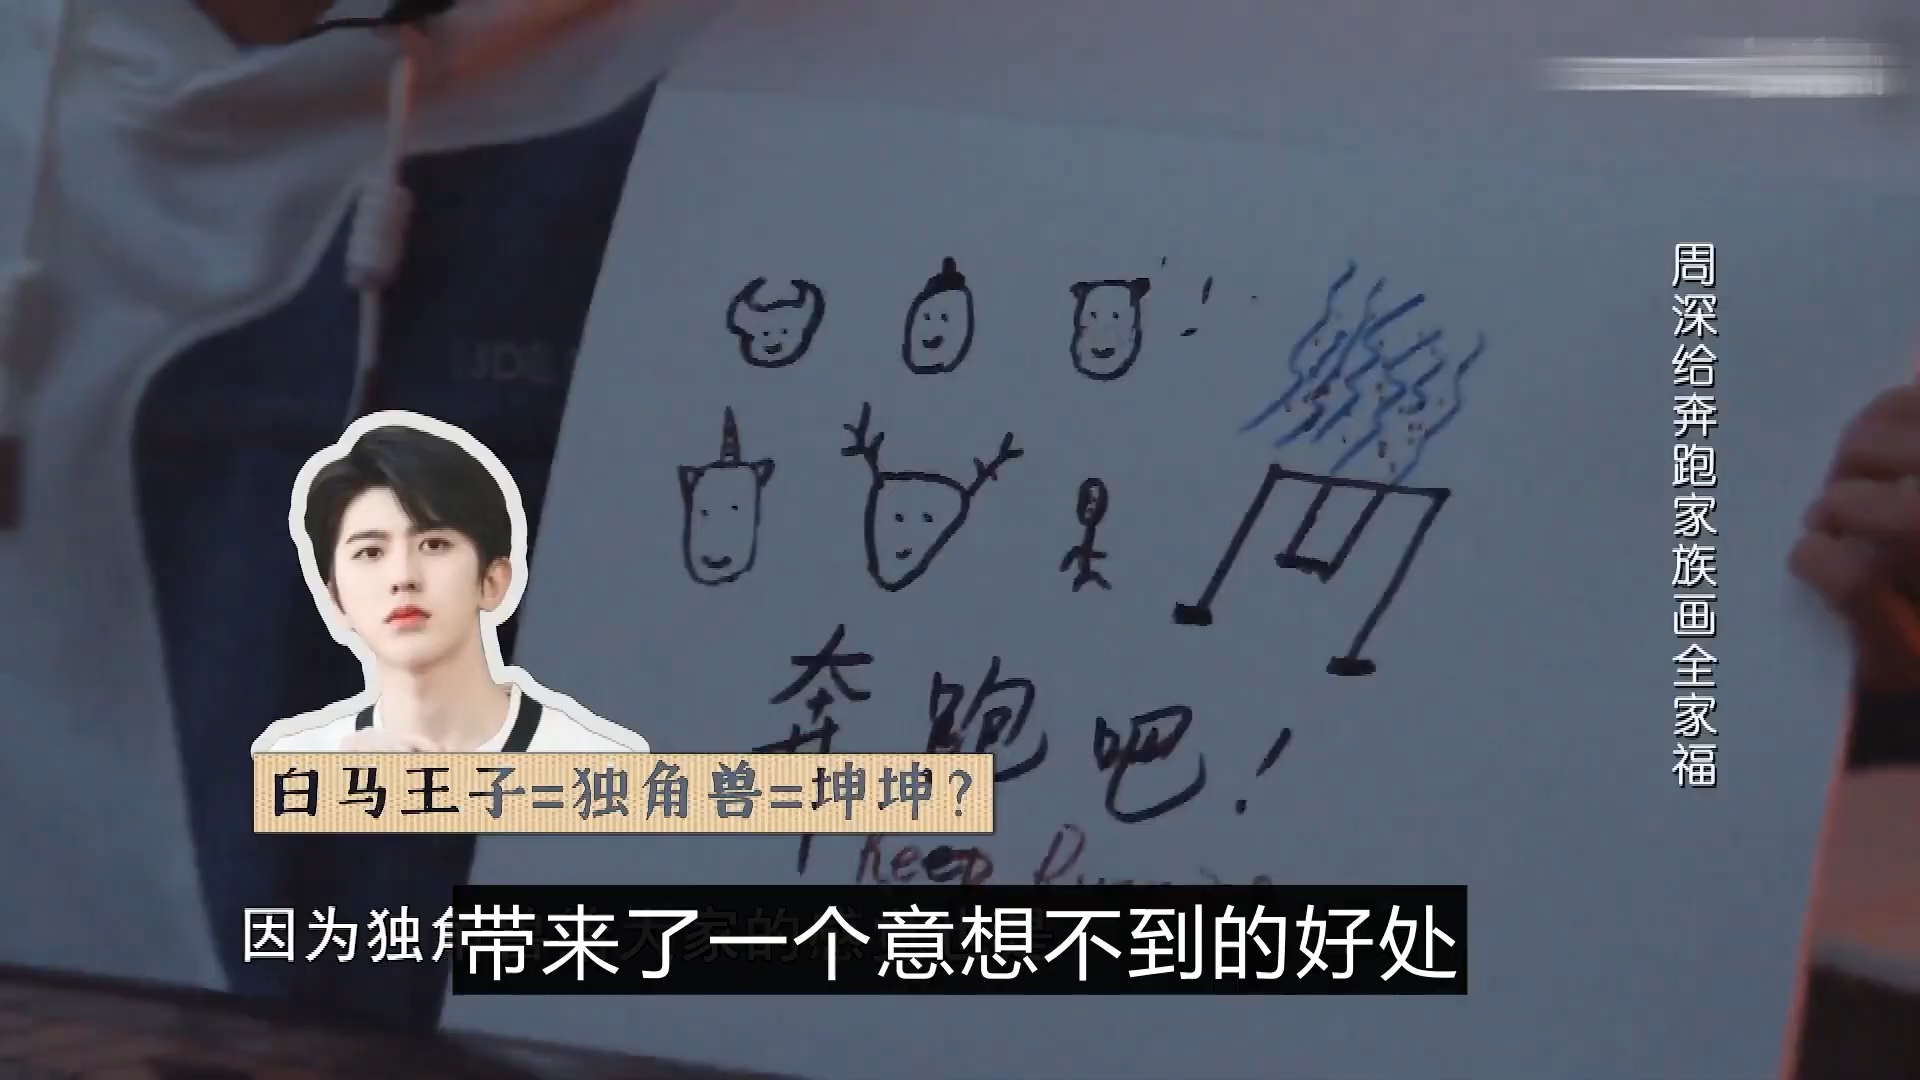 周深给奔跑家族画全家福
奔跑吧!
白马王子=独角兽=坤坤?
Keep
因为独角
带来了一个意想不到的好处